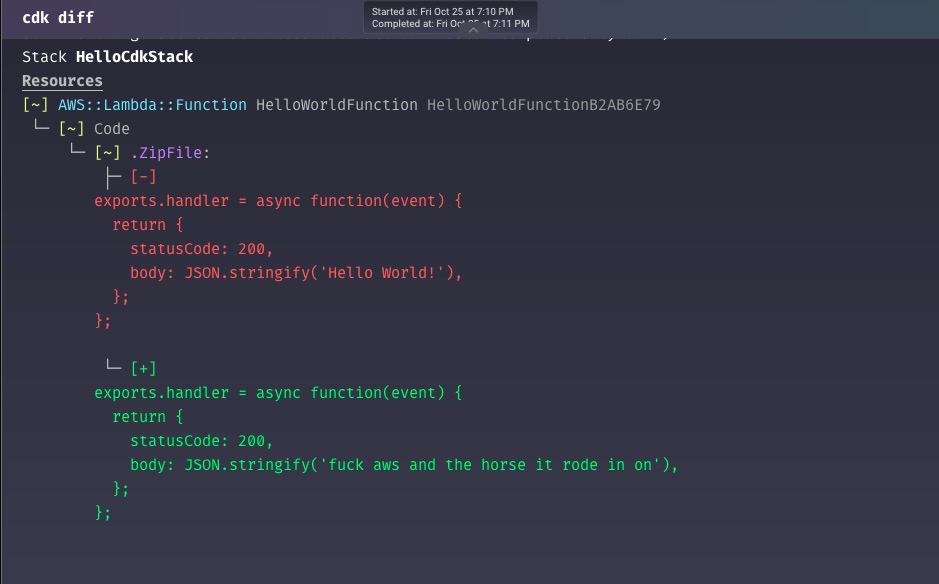 cdk diff
Started at: Fri Oct 25 at 7:10 PM
Completed at: Fri Oct 25 at 7:11 PM
Stack HelloCdkStack
Resources
[~] AWS::Lambda::Function HelloWorldFunction HelloWorldFunctionB2AB6E79
└─ [~] Code
└─ [~] .ZipFile:
├─ [-]
exports.handler = async function(event) {
return {
statusCode: 200,
body: JSON.stringify('Hello World!'),
};
};
└─ [+]
exports.handler = async function(event) {
return {
statusCode: 200,
body: JSON.stringify('fuck aws and the horse it rode in on'),
};
};